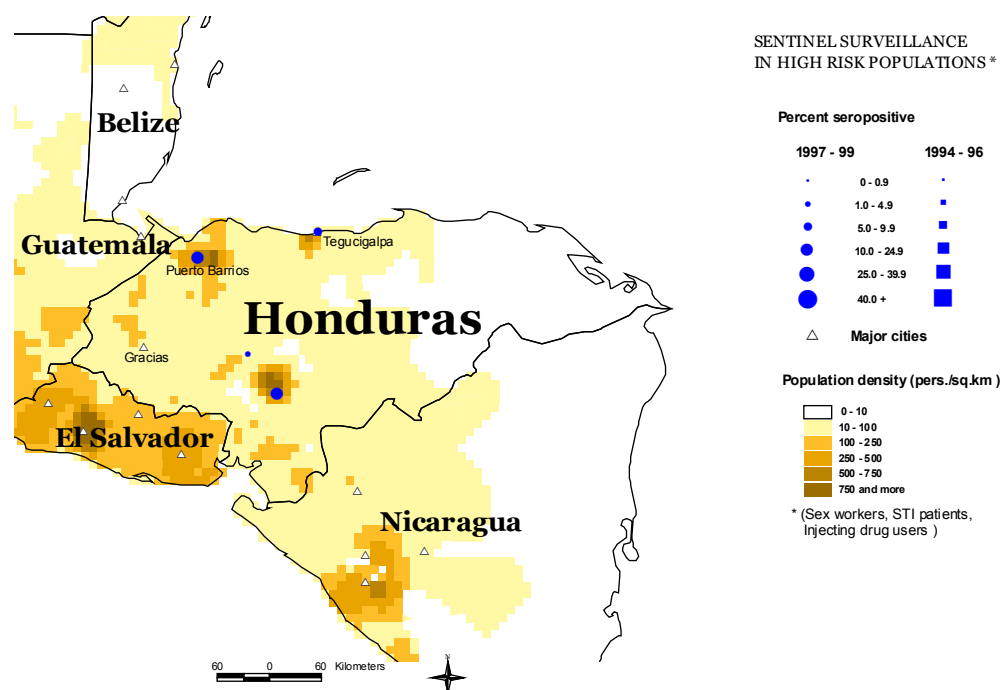 SENTINEL SURVEILLANCE
IN HIGH RISK POPULATIONS *
Percent seropositive
1997 - 99 1994 - 96
0 - 0.9
1.0 - 4.9
5.0 - 9.9
10.0 - 24.9
25.0 - 39.9
40.0 +
Major cities
Population density (pers./sq.km )
0 - 10
10 - 100
100 - 250
250 - 500
500 - 750
750 and more
* (Sex workers, STI patients,
Injecting drug users )
Belize
Guatemala
Tegucigalpa
Puerto Barrios
Honduras
Gracias
El Salvador
Nicaragua
60 0 60 Kilometers
N